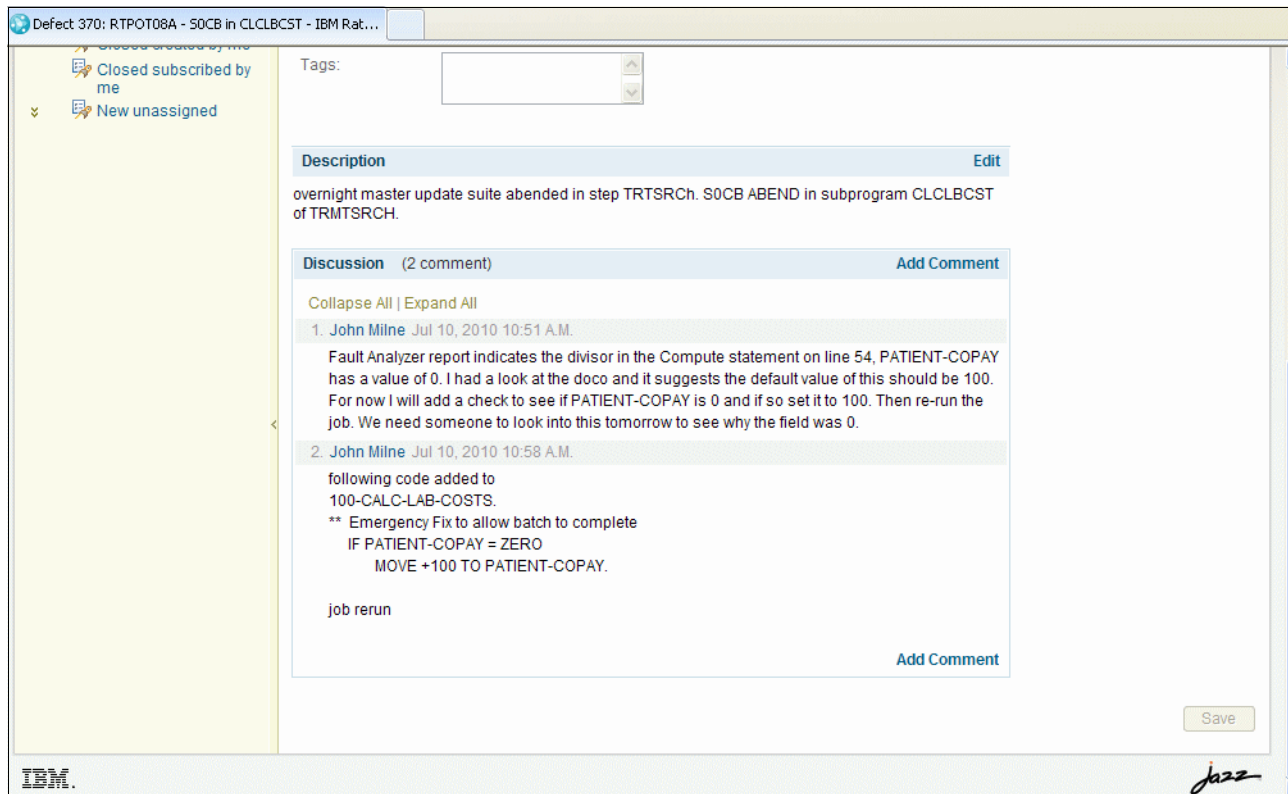 Defect 370: RTPOT08A - S0CB in CLCLBCST - IBM Rat...
Closed created by me
Closed subscribed by
me
New unassigned
Tags:
Description Edit
overnight master update suite abended in step TRTSRCh. S0CB ABEND in subprogram CLCLBCST
of TRMTSRCH.
Discussion (2 comment) Add Comment
Collapse All | Expand All
1. John Milne Jul 10, 2010 10:51 A.M.
Fault Analyzer report indicates the divisor in the Compute statement on line 54, PATIENT-COPAY
has a value of 0. I had a look at the doco and it suggests the default value of this should be 100.
For now I will add a check to see if PATIENT-COPAY is 0 and if so set it to 100. Then re-run the
job. We need someone to look into this tomorrow to see why the field was 0.
2. John Milne Jul 10, 2010 10:58 A.M.
following code added to
100-CALC-LAB-COSTS.
** Emergency Fix to allow batch to complete
IF PATIENT-COPAY = ZERO
MOVE +100 TO PATIENT-COPAY.
job rerun
Add Comment
Save
IBM.
jazz